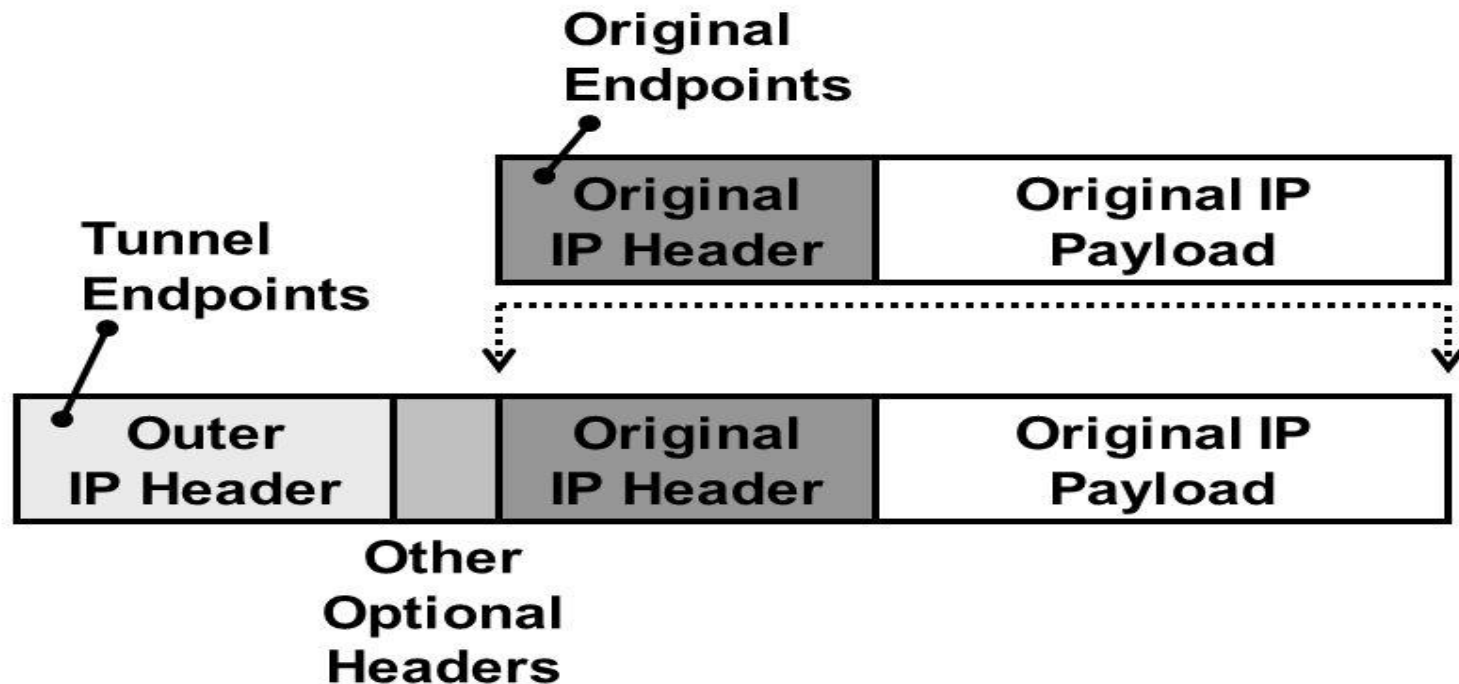 Original
Endpoints
Original
IP Header
Original IP
Payload
Tunnel
Endpoints
Outer
IP Header
Original
IP Header
Original IP
Payload
Other
Optional
Headers